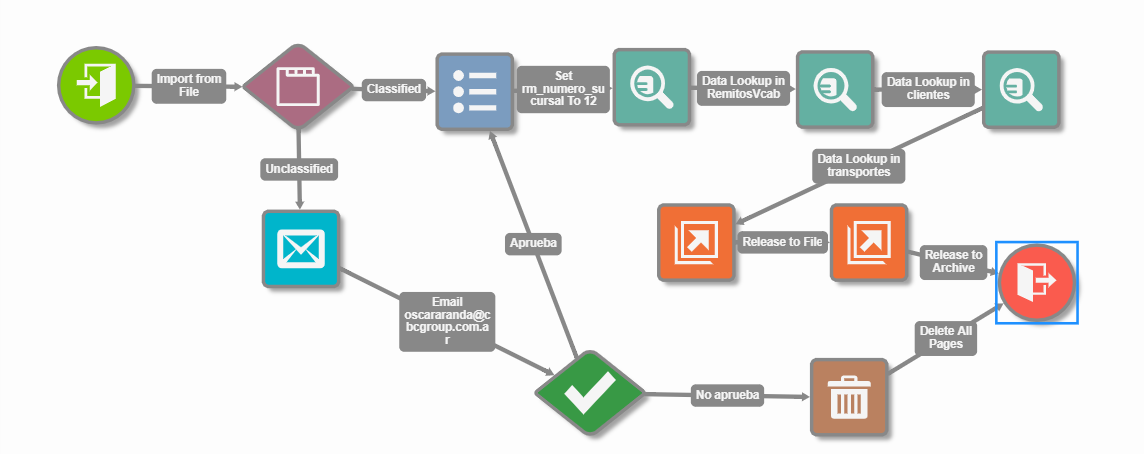 Import from
File
Classified
Set
rm_numero_su
cursal To 12
Data Lookup in
RemitosVcab
Data Lookup in
clientes
Unclassified
Data Lookup in
transportes
Aprueba
Release to File
Release to
Archive
Email
oscararanda@c
bcgroup.com.a
r
Delete All
Pages
No aprueba